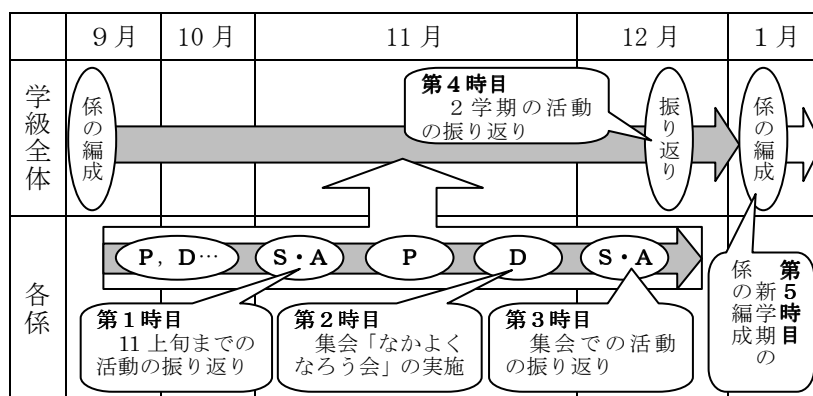 9月 10月 11月 12月 1月
学級全体
係の編成
第4時目
2学期の活動
の振り返り
振り返り
係の編成
各係
P，D… S・A P D S・A
第1時目
11上旬までの
活動の振り返り
第2時目
集会「なかよく
なろう会」の実施
第3時目
集会での活動
の振り返り
第5時目
新学期の
係の編成